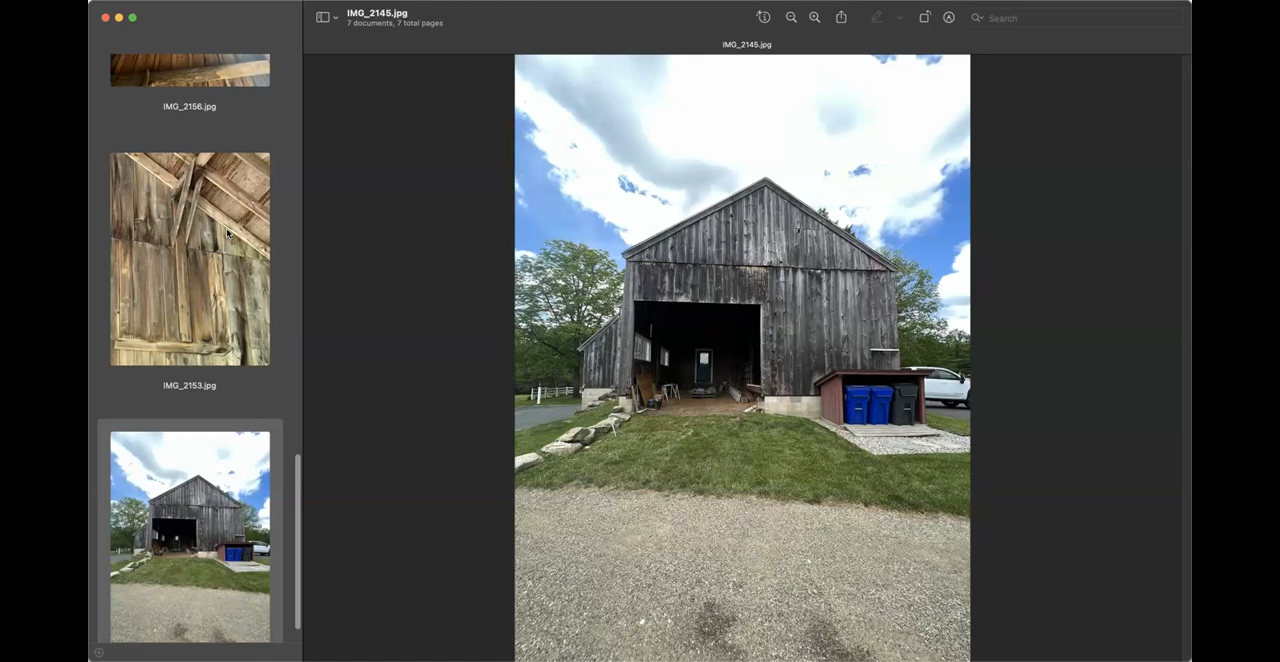 IMG_2145.jpg
7 documents, 7 total pages
Search
IMG_2145.jpg
IMG_2156.jpg
IMG_2153.jpg